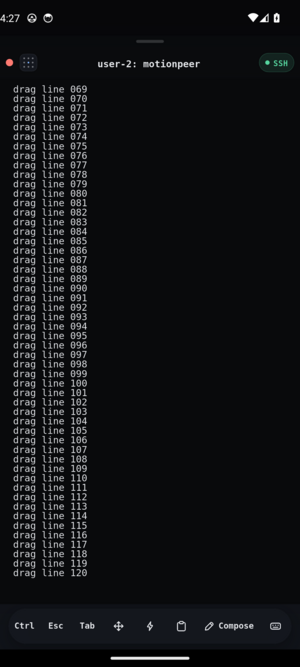 4:27
user-2: motionpeer
SSH
drag line 069
drag line 070
drag line 071
drag line 072
drag line 073
drag line 074
drag line 075
drag line 076
drag line 077
drag line 078
drag line 079
drag line 080
drag line 081
drag line 082
drag line 083
drag line 084
drag line 085
drag line 086
drag line 087
drag line 088
drag line 089
drag line 090
drag line 091
drag line 092
drag line 093
drag line 094
drag line 095
drag line 096
drag line 097
drag line 098
drag line 099
drag line 100
drag line 101
drag line 102
drag line 103
drag line 104
drag line 105
drag line 106
drag line 107
drag line 108
drag line 109
drag line 110
drag line 111
drag line 112
drag line 113
drag line 114
drag line 115
drag line 116
drag line 117
drag line 118
drag line 119
drag line 120
Ctrl Esc Tab Compose